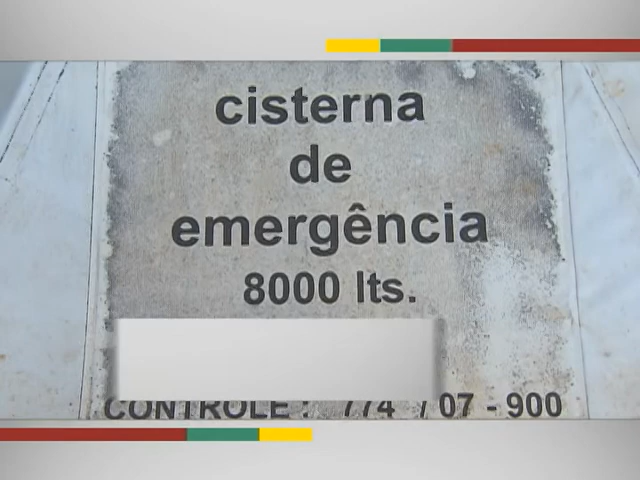 cisterna
de
emergência
8000 lts.
CONTROLE : 774 / 07 - 900